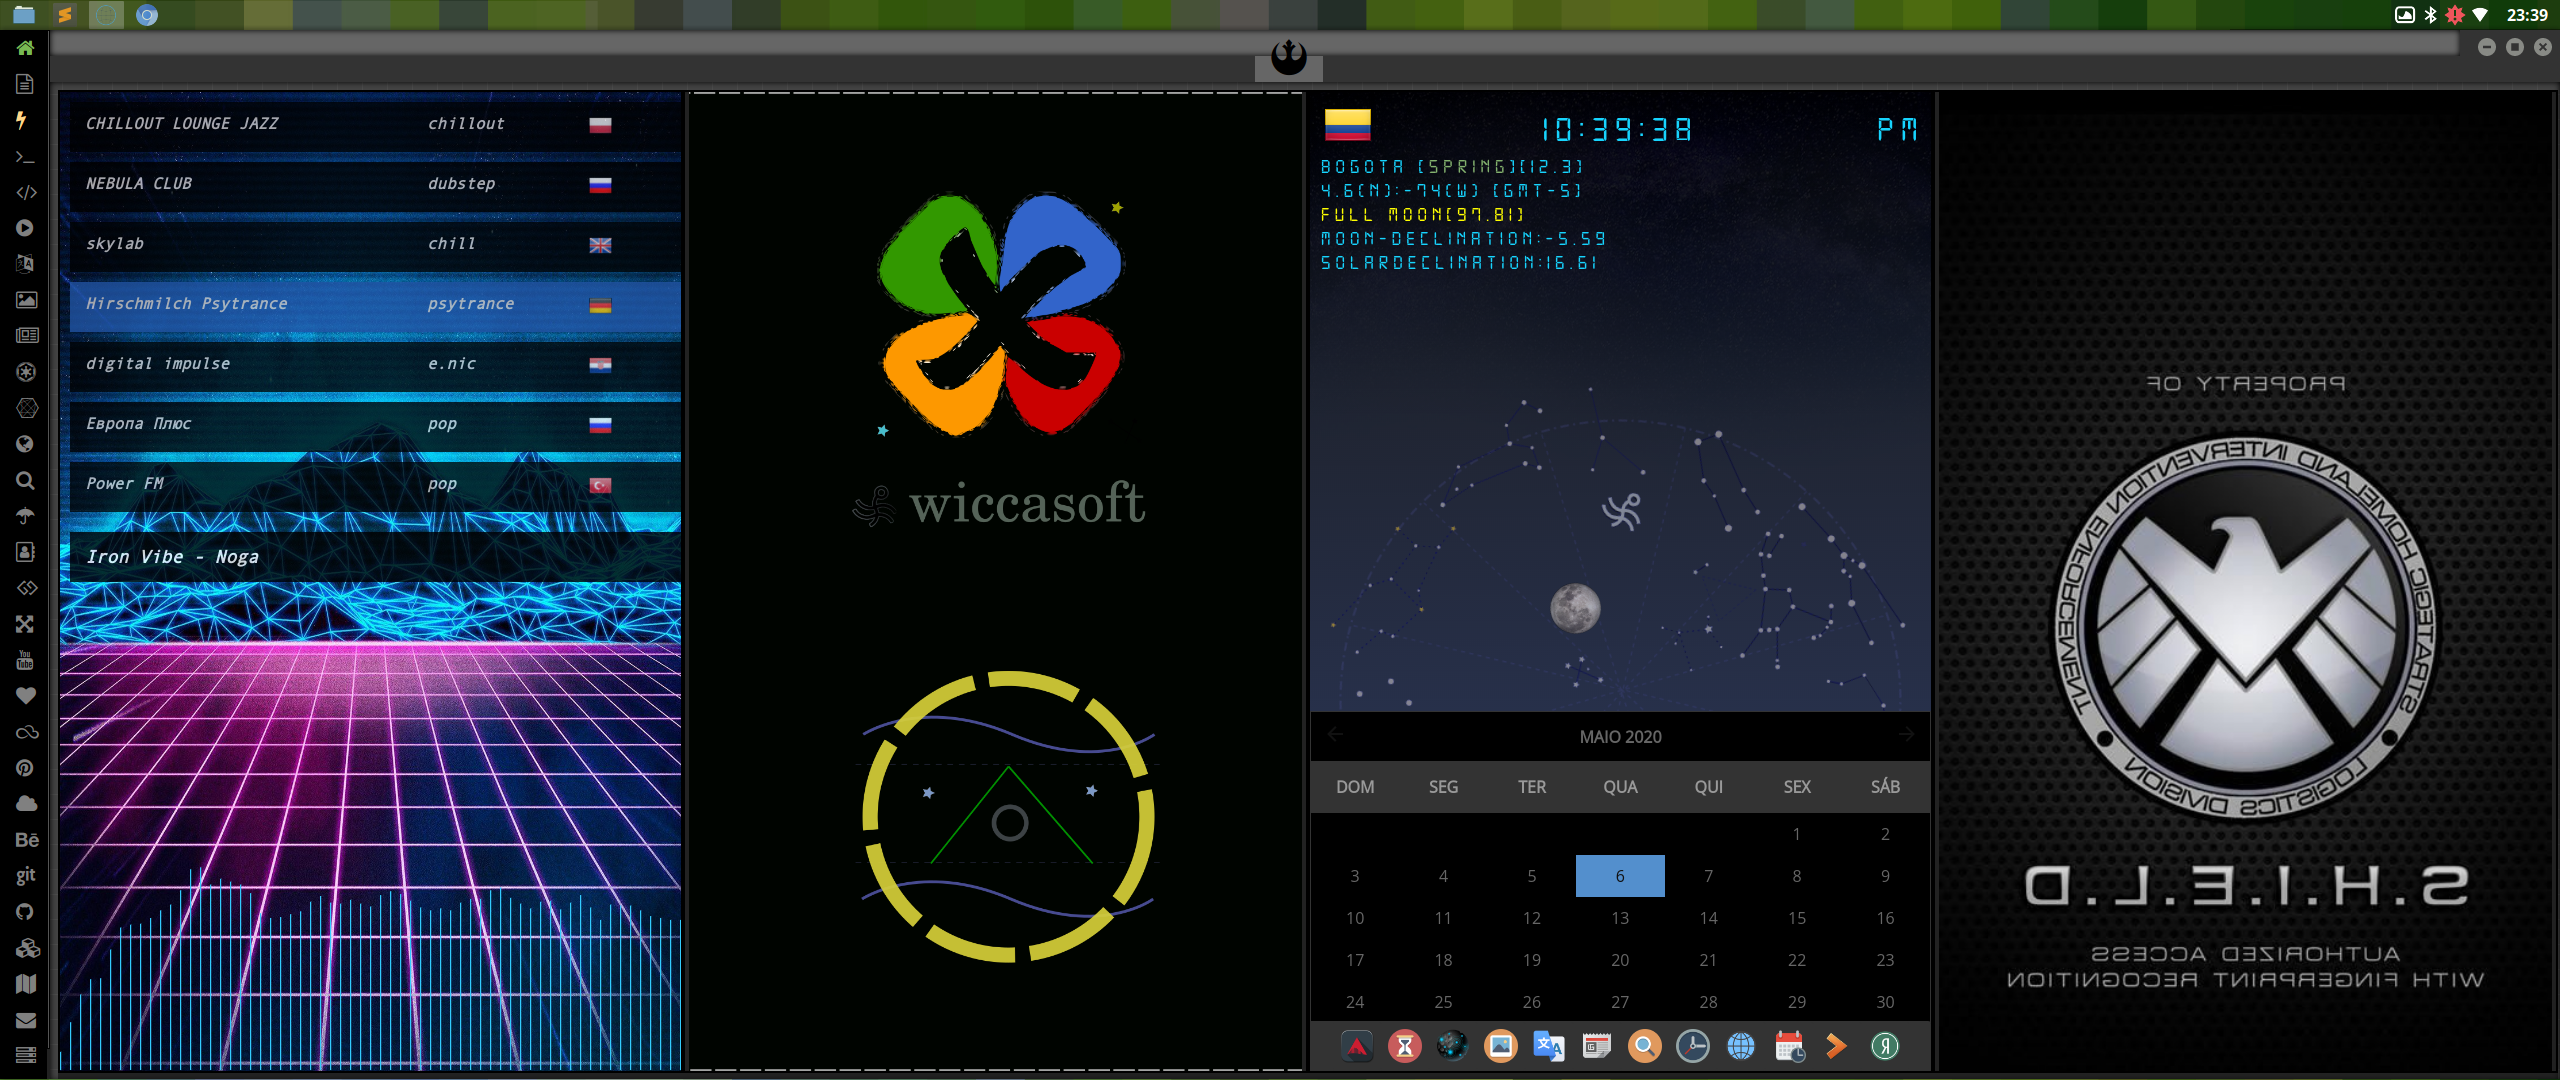 23:39
CHILLOUT LOUNGE JAZZ chillout
NEBULA CLUB dubstep
skylab chill
Hirschmilch Psytrance psytrance
digital impulse e.nic
Европа Плюс pop
Power FM pop
Iron Vibe - Noga
You
Tube
Bē
git
wiccasoft
10:39:38 PM
BOGOTA [SPRING][12.3]
4.6(N):-74(W) [GMT-5]
FULL MOON[97.81]
MOON-DECLINATION:-5.59
SOLARDECLINATION:16.61
MAIO 2020
DOM SEG TER QUA QUI SEX SÁB
1 2
3 4 5 6 7 8 9
10 11 12 13 14 15 16
17 18 19 20 21 22 23
24 25 26 27 28 29 30
PROPERTY OF
STRATEGIC HOMELAND INTERVENTION ENFORCEMENT
LOGISTICS DIVISION
S.H.I.E.L.D
AUTHORIZED ACCESS
WITH FINGERPRINT RECOGNITION